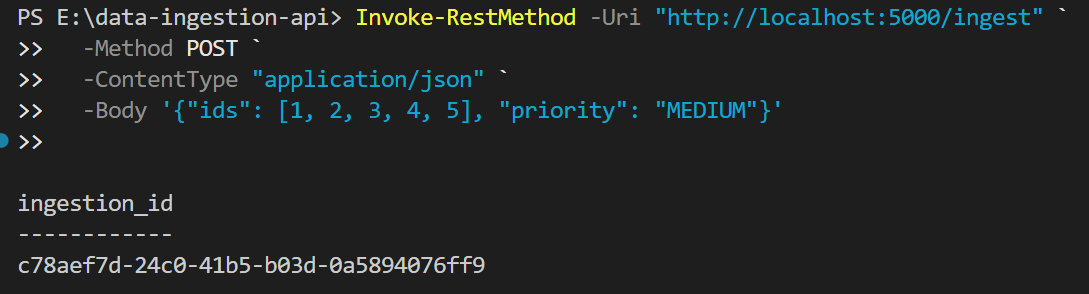 PS E:\data-ingestion-api> Invoke-RestMethod -Uri "http://localhost:5000/ingest" `
>>   -Method POST `
>>   -ContentType "application/json" `
>>   -Body '{"ids": [1, 2, 3, 4, 5], "priority": "MEDIUM"}'
>>
ingestion_id
------------
c78aef7d-24c0-41b5-b03d-0a5894076ff9